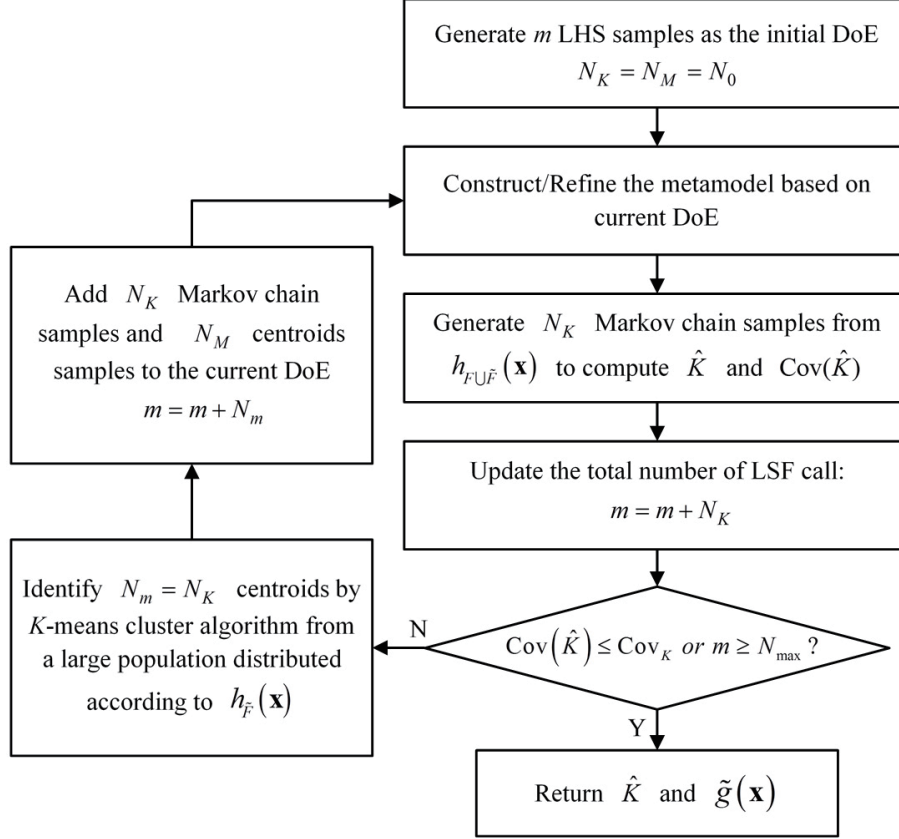 Generate m LHS samples as the initial DoE
N_K = N_M = N_0
Construct/Refine the metamodel based on
current DoE
Generate N_K Markov chain samples from
h_{F∪F̃}(x) to compute K̂ and Cov(K̂)
Update the total number of LSF call:
m = m + N_K
Cov(K̂) ≤ Cov_K or m ≥ N_max ?
N
Y
Identify N_m = N_K centroids by
K-means cluster algorithm from
a large population distributed
according to h_F̃(x)
Add N_K Markov chain
samples and N_M centroids
samples to the current DoE
m = m + N_m
Return K̂ and g̃(x)